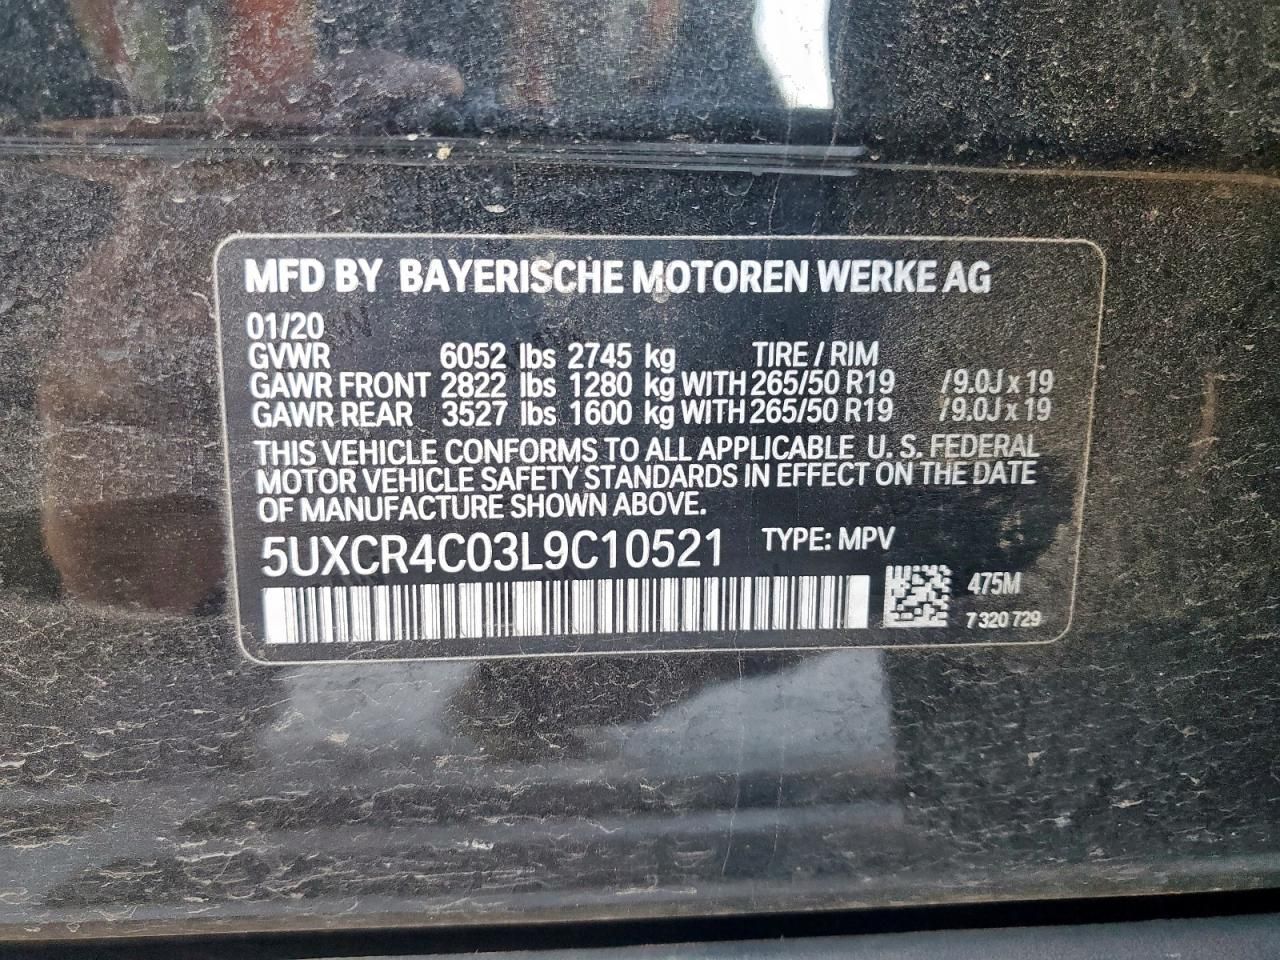 MFD BY BAYERISCHE MOTOREN WERKE AG
01/20
GVWR 6052 lbs 2745 kg TIRE / RIM
GAWR FRONT 2822 lbs 1280 kg WITH 265/50 R19 /9.0J x 19
GAWR REAR 3527 lbs 1600 kg WITH 265/50 R19 /9.0J x 19
THIS VEHICLE CONFORMS TO ALL APPLICABLE U. S. FEDERAL
MOTOR VEHICLE SAFETY STANDARDS IN EFFECT ON THE DATE
OF MANUFACTURE SHOWN ABOVE.
5UXCR4C03L9C10521 TYPE: MPV
475M
7 320 729